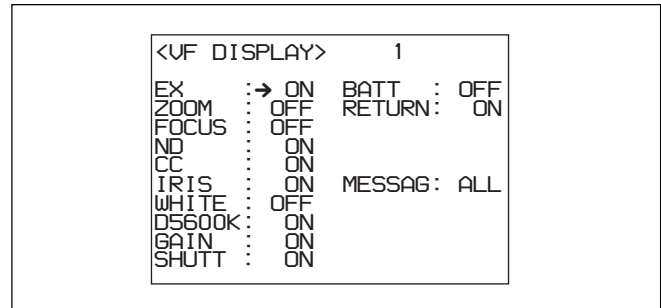 <VF DISPLAY> 1
EX :→ ON BATT : OFF
ZOOM : OFF RETURN: ON
FOCUS : OFF
ND : ON
CC : ON
IRIS : ON MESSAG: ALL
WHITE : OFF
D5600K: ON
GAIN : ON
SHUTT : ON